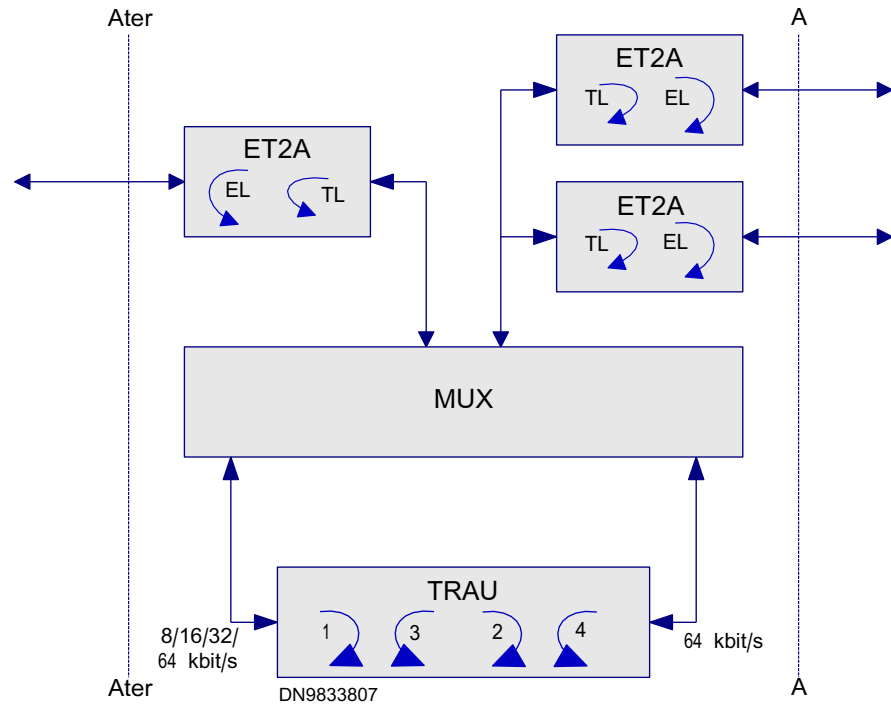 Ater
A
ET2A
TL
EL
ET2A
EL
TL
ET2A
TL
EL
MUX
TRAU
1
3
2
4
8/16/32/
64 kbit/s
64 kbit/s
Ater
DN9833807
A